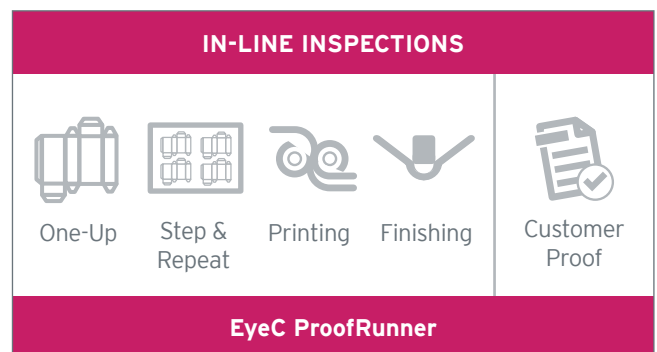 IN-LINE INSPECTIONS
One-Up
Step &
Repeat
Printing
Finishing
Customer
Proof
EyeC ProofRunner